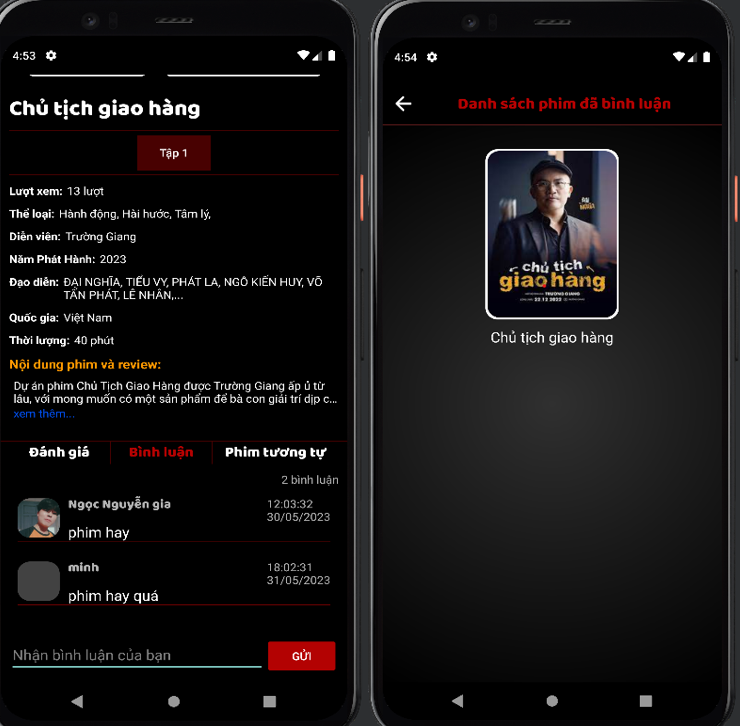 4:53
Chủ tịch giao hàng
Tập 1
Lượt xem: 13 lượt
Thể loại: Hành động, Hài hước, Tâm lý,
Diễn viên: Trường Giang
Năm Phát Hành: 2023
Đạo diễn: ĐẠI NGHĨA, TIỂU VY, PHÁT LA, NGÔ KIẾN HUY, VÕ
TẤN PHÁT, LÊ NHÂN,...
Quốc gia: Việt Nam
Thời lượng: 40 phút
Nội dung phim và review:
Dự án phim Chủ Tịch Giao Hàng được Trường Giang ấp ủ từ
lâu, với mong muốn có một sản phẩm để bà con giải trí dịp c...
xem thêm...
Đánh giá Bình luận Phim tương tự
2 bình luận
Ngọc Nguyễn gia 12:03:32
30/05/2023
phim hay
minh 18:02:31
31/05/2023
phim hay quá
Nhận bình luận của bạn GỬI
4:54
Danh sách phim đã bình luận
ĐẠI
NGHĨA
chủ tịch
giao hàng
TRƯỜNG GIANG
22.12.2022
Chủ tịch giao hàng